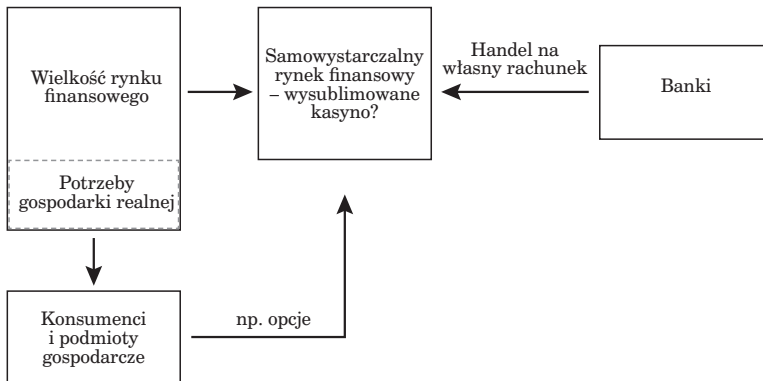 Wielkość rynku
finansowego
Potrzeby
gospodarki realnej
Samowystarczalny
rynek finansowy
– wysublimowane
kasyno?
Handel na
własny rachunek
Banki
Konsumenci
i podmioty
gospodarcze
np. opcje